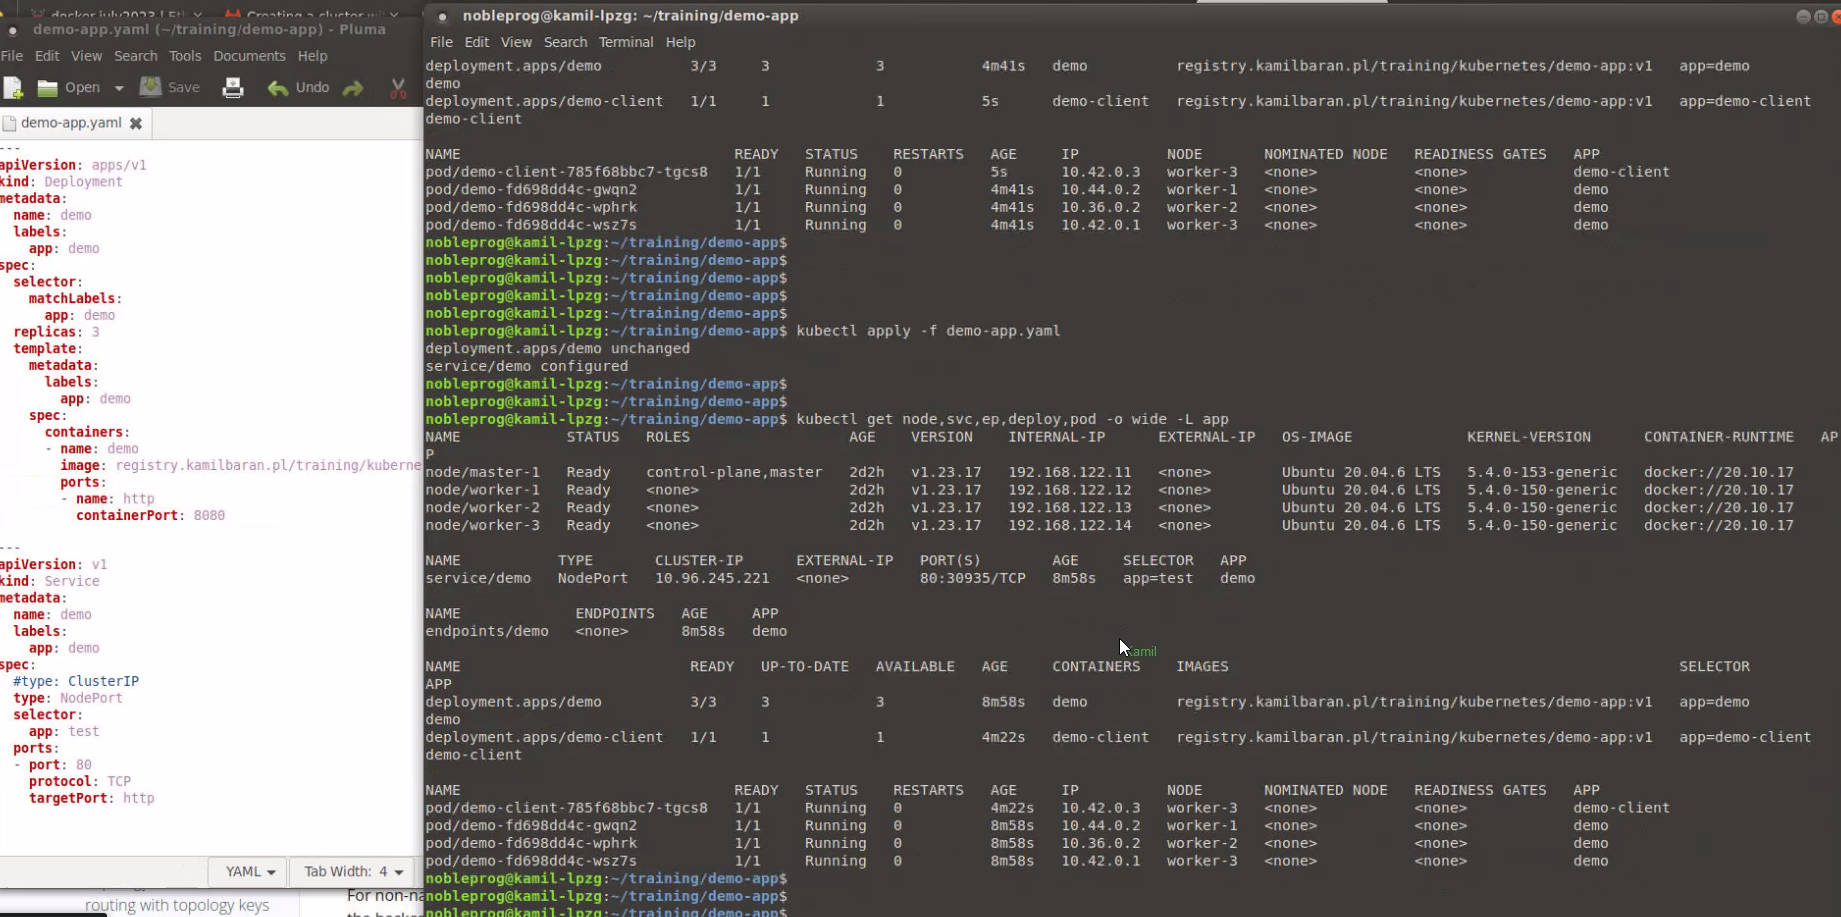 docker july2023 | Creating a cluster wi
demo-app.yaml (~/training/demo-app) - Pluma
File Edit View Search Tools Documents Help
Open Save Undo
demo-app.yaml
---
apiVersion: apps/v1
kind: Deployment
metadata:
name: demo
labels:
app: demo
spec:
selector:
matchLabels:
app: demo
replicas: 3
template:
metadata:
labels:
app: demo
spec:
containers:
- name: demo
image: registry.kamilbaran.pl/training/kuberne
ports:
- name: http
containerPort: 8080
---
apiVersion: v1
kind: Service
metadata:
name: demo
labels:
app: demo
spec:
#type: ClusterIP
type: NodePort
selector:
app: test
ports:
- port: 80
protocol: TCP
targetPort: http
YAML Tab Width: 4
routing with topology keys
For non-na
nobleprog@kamil-lpzg: ~/training/demo-app
File Edit View Search Terminal Help
deployment.apps/demo 3/3 3 3 4m41s demo registry.kamilbaran.pl/training/kubernetes/demo-app:v1 app=demo
demo
deployment.apps/demo-client 1/1 1 1 5s demo-client registry.kamilbaran.pl/training/kubernetes/demo-app:v1 app=demo-client
demo-client
NAME READY STATUS RESTARTS AGE IP NODE NOMINATED NODE READINESS GATES APP
pod/demo-client-785f68bbc7-tgcs8 1/1 Running 0 5s 10.42.0.3 worker-3 <none> <none> demo-client
pod/demo-fd698dd4c-gwqn2 1/1 Running 0 4m41s 10.44.0.2 worker-1 <none> <none> demo
pod/demo-fd698dd4c-wphrk 1/1 Running 0 4m41s 10.36.0.2 worker-2 <none> <none> demo
pod/demo-fd698dd4c-wsz7s 1/1 Running 0 4m41s 10.42.0.1 worker-3 <none> <none> demo
nobleprog@kamil-lpzg:~/training/demo-app$
nobleprog@kamil-lpzg:~/training/demo-app$
nobleprog@kamil-lpzg:~/training/demo-app$
nobleprog@kamil-lpzg:~/training/demo-app$
nobleprog@kamil-lpzg:~/training/demo-app$
nobleprog@kamil-lpzg:~/training/demo-app$ kubectl apply -f demo-app.yaml
deployment.apps/demo unchanged
service/demo configured
nobleprog@kamil-lpzg:~/training/demo-app$
nobleprog@kamil-lpzg:~/training/demo-app$
nobleprog@kamil-lpzg:~/training/demo-app$ kubectl get node,svc,ep,deploy,pod -o wide -L app
NAME STATUS ROLES AGE VERSION INTERNAL-IP EXTERNAL-IP OS-IMAGE KERNEL-VERSION CONTAINER-RUNTIME AP
P
node/master-1 Ready control-plane,master 2d2h v1.23.17 192.168.122.11 <none> Ubuntu 20.04.6 LTS 5.4.0-153-generic docker://20.10.17
node/worker-1 Ready <none> 2d2h v1.23.17 192.168.122.12 <none> Ubuntu 20.04.6 LTS 5.4.0-150-generic docker://20.10.17
node/worker-2 Ready <none> 2d2h v1.23.17 192.168.122.13 <none> Ubuntu 20.04.6 LTS 5.4.0-150-generic docker://20.10.17
node/worker-3 Ready <none> 2d2h v1.23.17 192.168.122.14 <none> Ubuntu 20.04.6 LTS 5.4.0-150-generic docker://20.10.17
NAME TYPE CLUSTER-IP EXTERNAL-IP PORT(S) AGE SELECTOR APP
service/demo NodePort 10.96.245.221 <none> 80:30935/TCP 8m58s app=test demo
NAME ENDPOINTS AGE APP
endpoints/demo <none> 8m58s demo
kamil
NAME READY UP-TO-DATE AVAILABLE AGE CONTAINERS IMAGES SELECTOR
APP
deployment.apps/demo 3/3 3 3 8m58s demo registry.kamilbaran.pl/training/kubernetes/demo-app:v1 app=demo
demo
deployment.apps/demo-client 1/1 1 1 4m22s demo-client registry.kamilbaran.pl/training/kubernetes/demo-app:v1 app=demo-client
demo-client
NAME READY STATUS RESTARTS AGE IP NODE NOMINATED NODE READINESS GATES APP
pod/demo-client-785f68bbc7-tgcs8 1/1 Running 0 4m22s 10.42.0.3 worker-3 <none> <none> demo-client
pod/demo-fd698dd4c-gwqn2 1/1 Running 0 8m58s 10.44.0.2 worker-1 <none> <none> demo
pod/demo-fd698dd4c-wphrk 1/1 Running 0 8m58s 10.36.0.2 worker-2 <none> <none> demo
pod/demo-fd698dd4c-wsz7s 1/1 Running 0 8m58s 10.42.0.1 worker-3 <none> <none> demo
nobleprog@kamil-lpzg:~/training/demo-app$
nobleprog@kamil-lpzg:~/training/demo-app$
nobleprog@kamil-lpzg:~/training/demo-app$